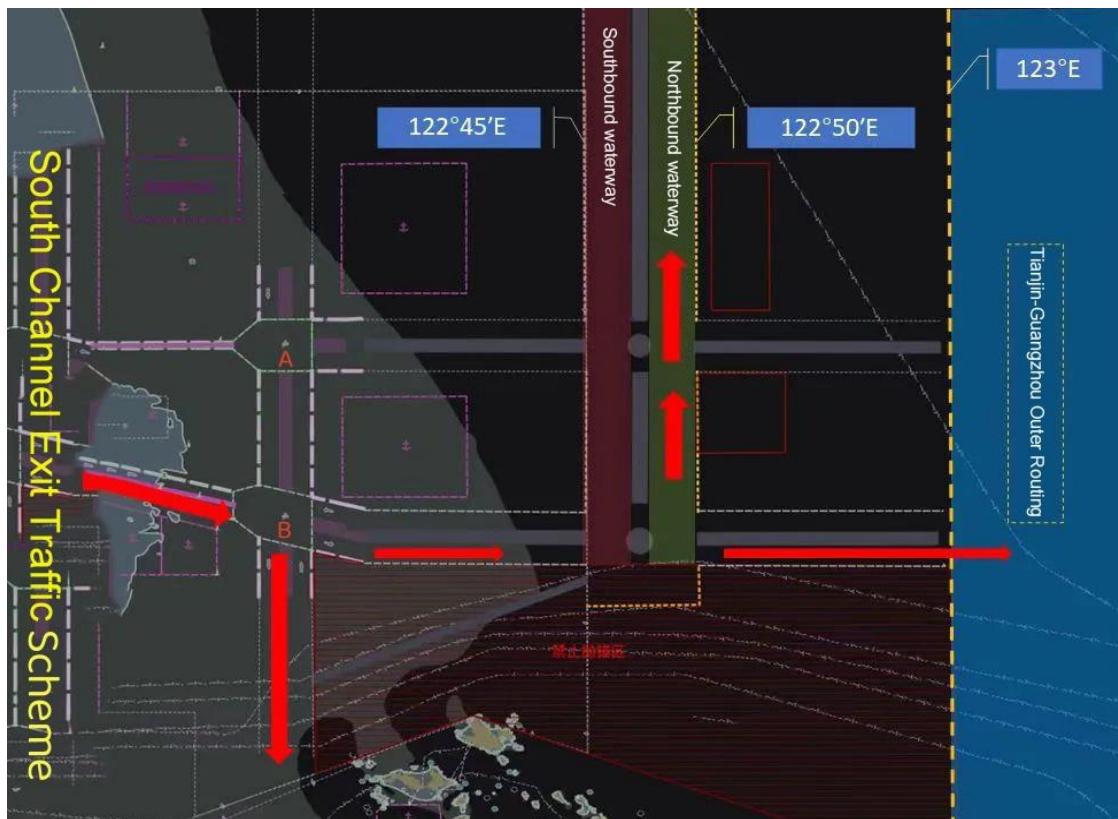 South Channel Exit Traffic Scheme
122°45′E
Southbound waterway
Northbound waterway
122°50′E
123°E
Tianjin-Guangzhou Outer Routing
A
B